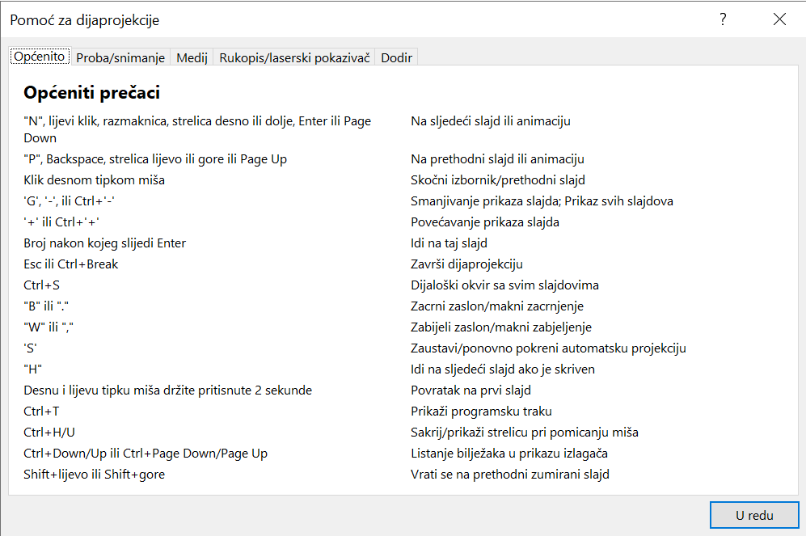 Pomoć za dijaprojekcije
?
Općenito Proba/snimanje Medij Rukopis/laserski pokazivač Dodir
Općeniti prečaci
"N", lijevi klik, razmaknica, strelica desno ili dolje, Enter ili Page Na sljedeći slajd ili animaciju
Down
"P", Backspace, strelica lijevo ili gore ili Page Up Na prethodni slajd ili animaciju
Klik desnom tipkom miša Skočni izbornik/prethodni slajd
'G', '-', ili Ctrl+'-' Smanjivanje prikaza slajda; Prikaz svih slajdova
'+' ili Ctrl+'+' Povećavanje prikaza slajda
Broj nakon kojeg slijedi Enter Idi na taj slajd
Esc ili Ctrl+Break Završi dijaprojekciju
Ctrl+S Dijaloški okvir sa svim slajdovima
"B" ili "." Zacrni zaslon/makni zacrnjenje
"W" ili "," Zabijeli zaslon/makni zabjeljenje
'S' Zaustavi/ponovno pokreni automatsku projekciju
"H" Idi na sljedeći slajd ako je skriven
Desnu i lijevu tipku miša držite pritisnute 2 sekunde Povratak na prvi slajd
Ctrl+T Prikaži programsku traku
Ctrl+H/U Sakrij/prikaži strelicu pri pomicanju miša
Ctrl+Down/Up ili Ctrl+Page Down/Page Up Listanje bilježaka u prikazu izlagača
Shift+lijevo ili Shift+gore Vrati se na prethodni zumirani slajd
U redu